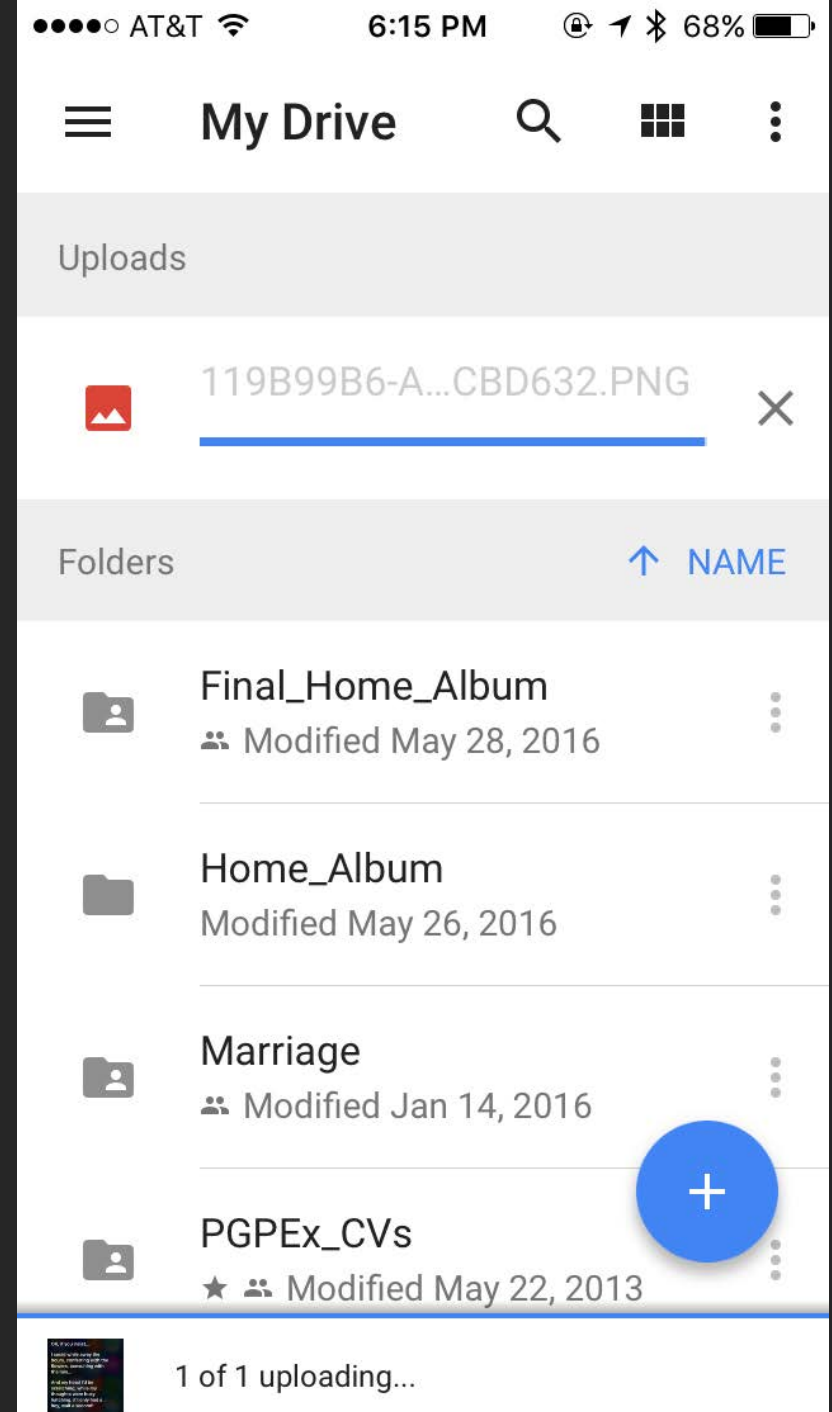 AT&T 6:15 PM 68%
My Drive
Uploads
119B99B6-A...CBD632.PNG
Folders NAME
Final_Home_Album
Modified May 28, 2016
Home_Album
Modified May 26, 2016
Marriage
Modified Jan 14, 2016
PGPEx_CVs
Modified May 22, 2013
1 of 1 uploading...